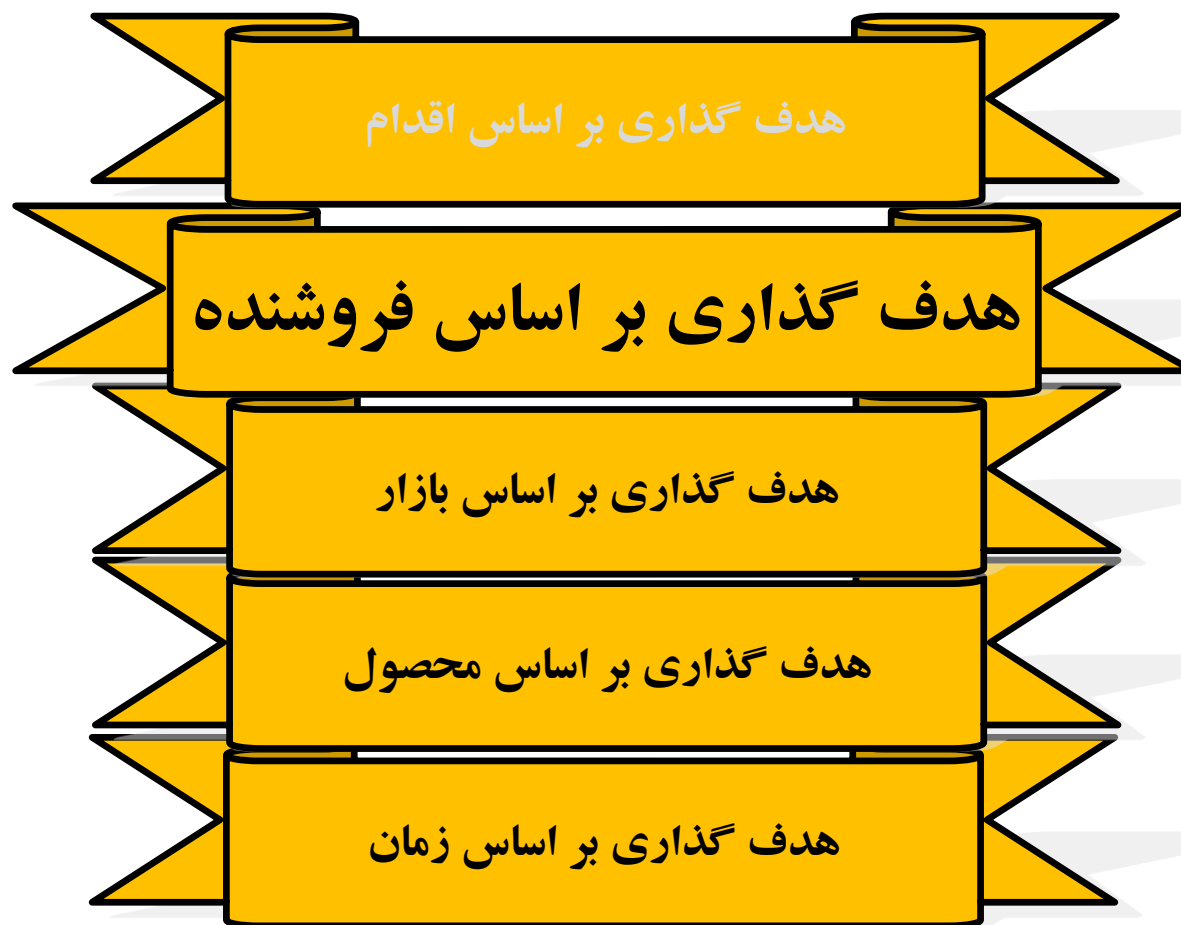 هدف گذاری بر اساس اقدام
هدف گذاری بر اساس فروشنده
هدف گذاری بر اساس بازار
هدف گذاری بر اساس محصول
هدف گذاری بر اساس زمان